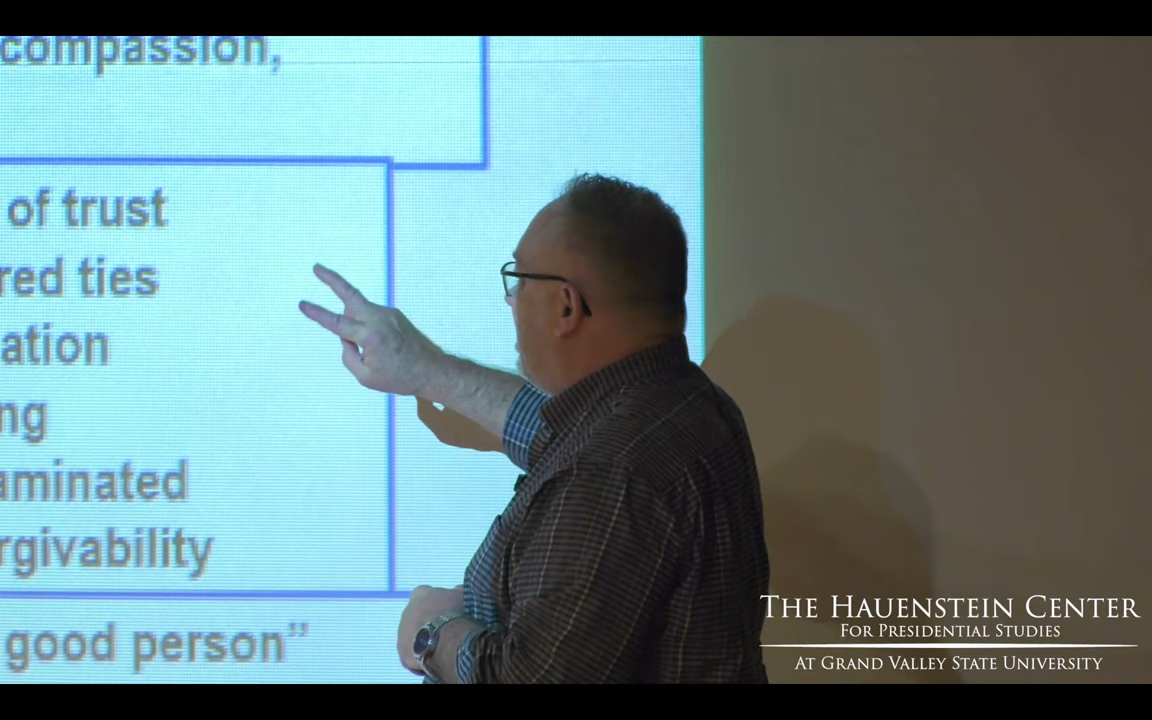 compassion,
of trust
red ties
ation
ng
aminated
rgivability
good person”
THE HAUENSTEIN CENTER
FOR PRESIDENTIAL STUDIES
AT GRAND VALLEY STATE UNIVERSITY